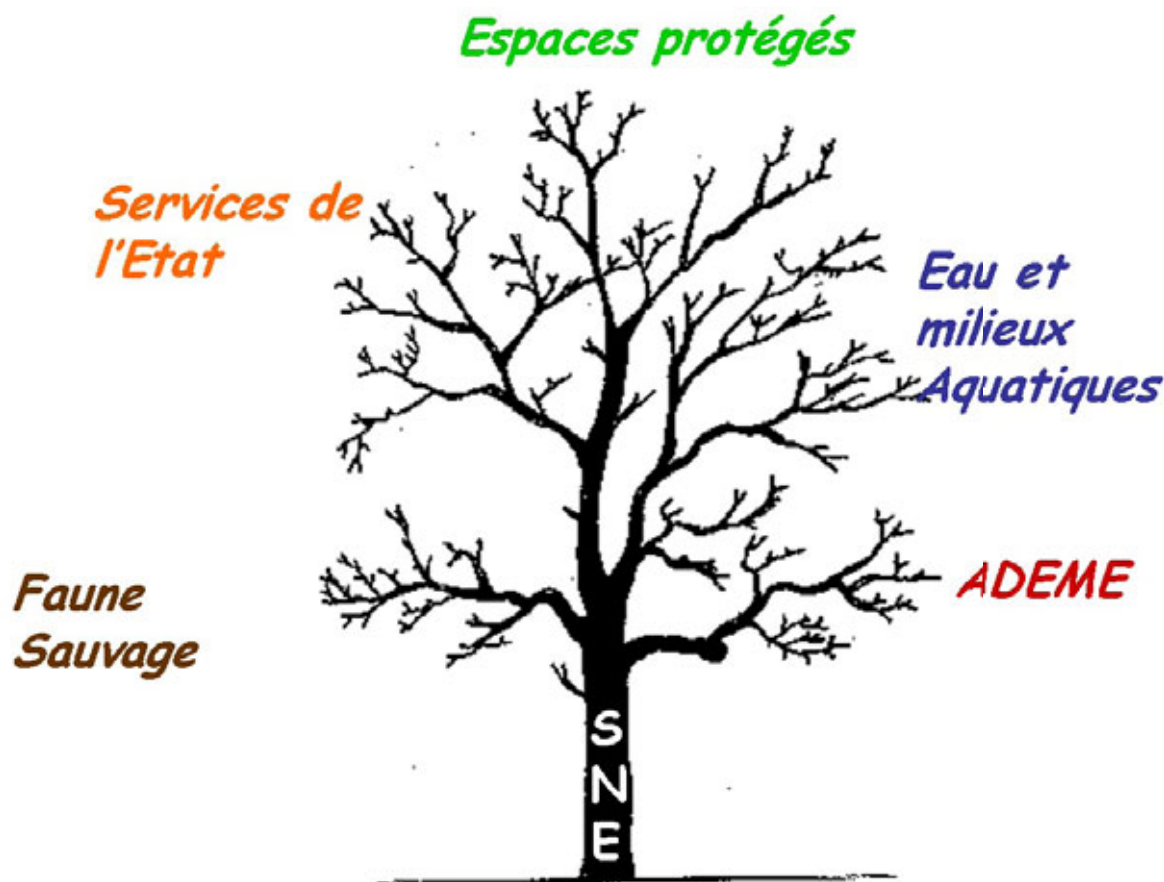 Espaces protégés
Services de
l'Etat
Eau et
milieux
Aquatiques
Faune
Sauvage
ADEME
S
N
E